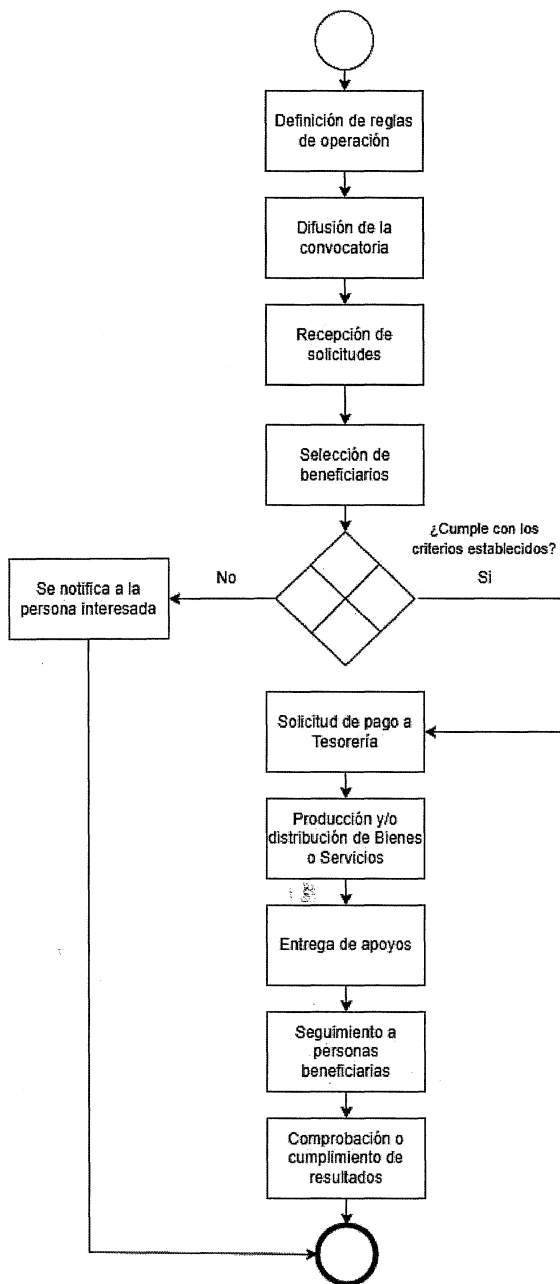 Definición de reglas
de operación
Difusión de la
convocatoria
Recepción de
solicitudes
Selección de
beneficiarios
¿Cumple con los
criterios establecidos?
No
Si
Se notifica a la
persona interesada
Solicitud de pago a
Tesorería
Producción y/o
distribución de Bienes
o Servicios
Entrega de apoyos
Seguimiento a
personas
beneficiarias
Comprobación o
cumplimiento de
resultados